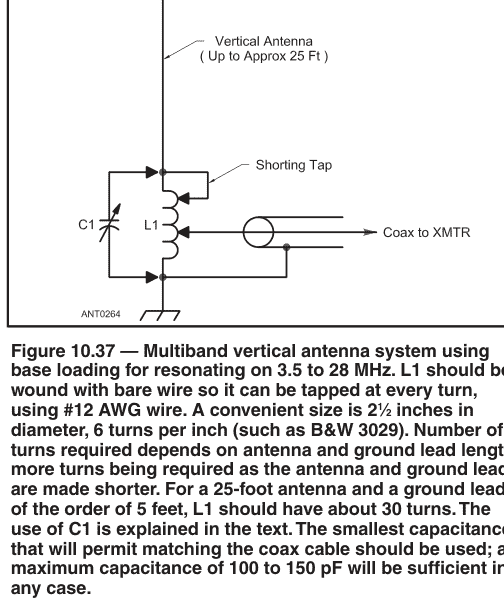 Vertical Antenna
( Up to Approx 25 Ft )
Shorting Tap
C1
L1
Coax to XMTR
ANT0264
Figure 10.37 — Multiband vertical antenna system using
base loading for resonating on 3.5 to 28 MHz. L1 should be
wound with bare wire so it can be tapped at every turn,
using #12 AWG wire. A convenient size is 2½ inches in
diameter, 6 turns per inch (such as B&W 3029). Number of
turns required depends on antenna and ground lead lengt
more turns being required as the antenna and ground lead
are made shorter. For a 25-foot antenna and a ground lead
of the order of 5 feet, L1 should have about 30 turns. The
use of C1 is explained in the text. The smallest capacitance
that will permit matching the coax cable should be used; a
maximum capacitance of 100 to 150 pF will be sufficient in
any case.